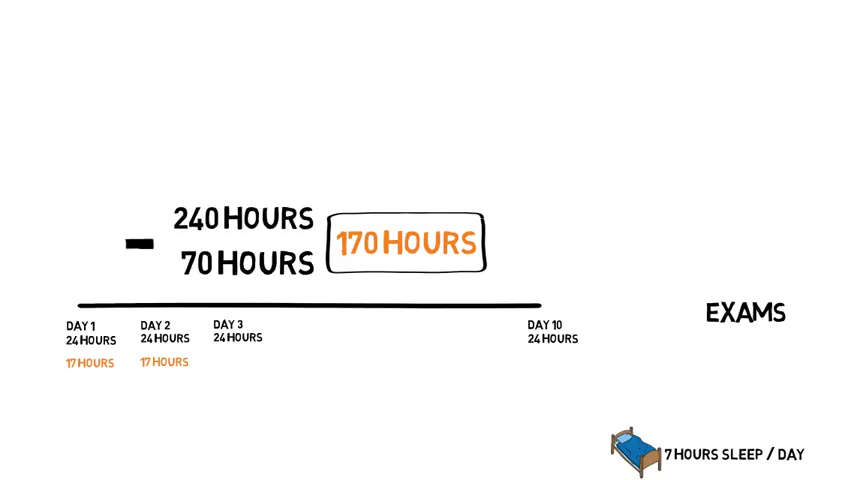 240 HOURS
- 70 HOURS
170 HOURS
EXAMS
DAY 1
24 HOURS
17 HOURS
DAY 2
24 HOURS
17 HOURS
DAY 3
24 HOURS
DAY 10
24 HOURS
7 HOURS SLEEP / DAY